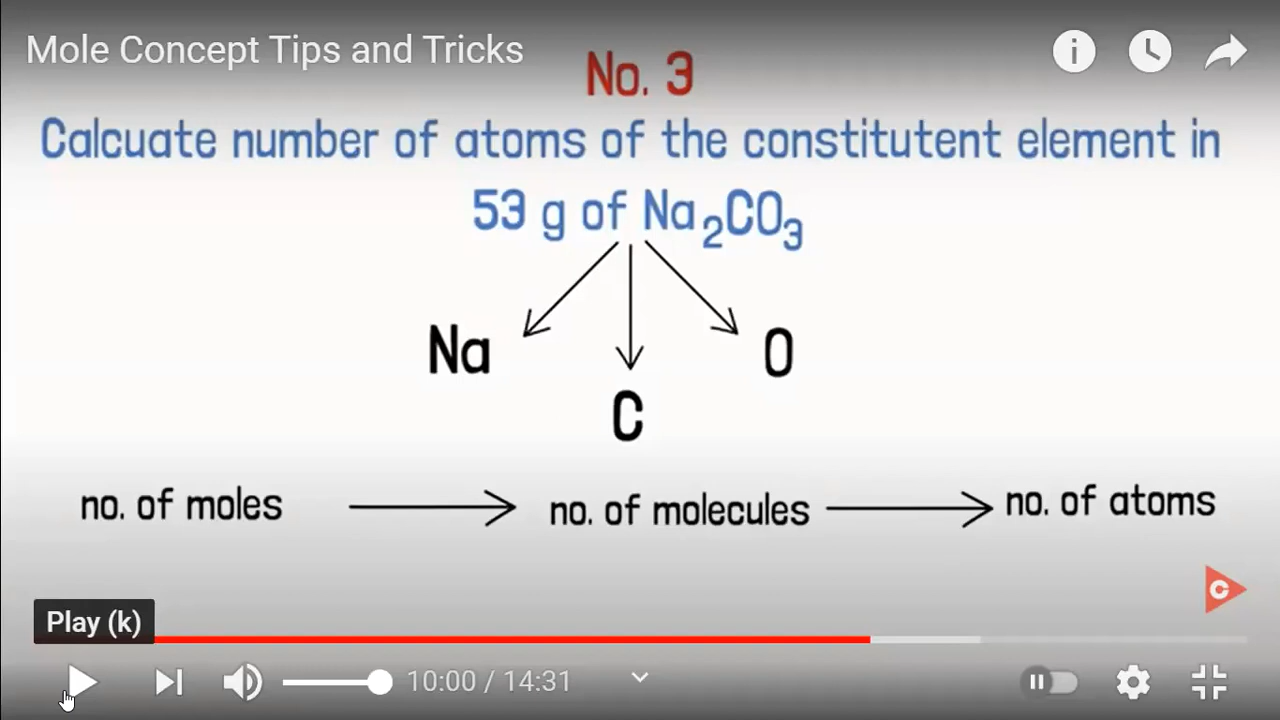 Mole Concept Tips and Tricks
No. 3
Calcuate number of atoms of the constitutent element in
53 g of Na₂CO₃
Na
C
O
no. of moles
no. of molecules
no. of atoms
C
Play (k)
10:00 / 14:31